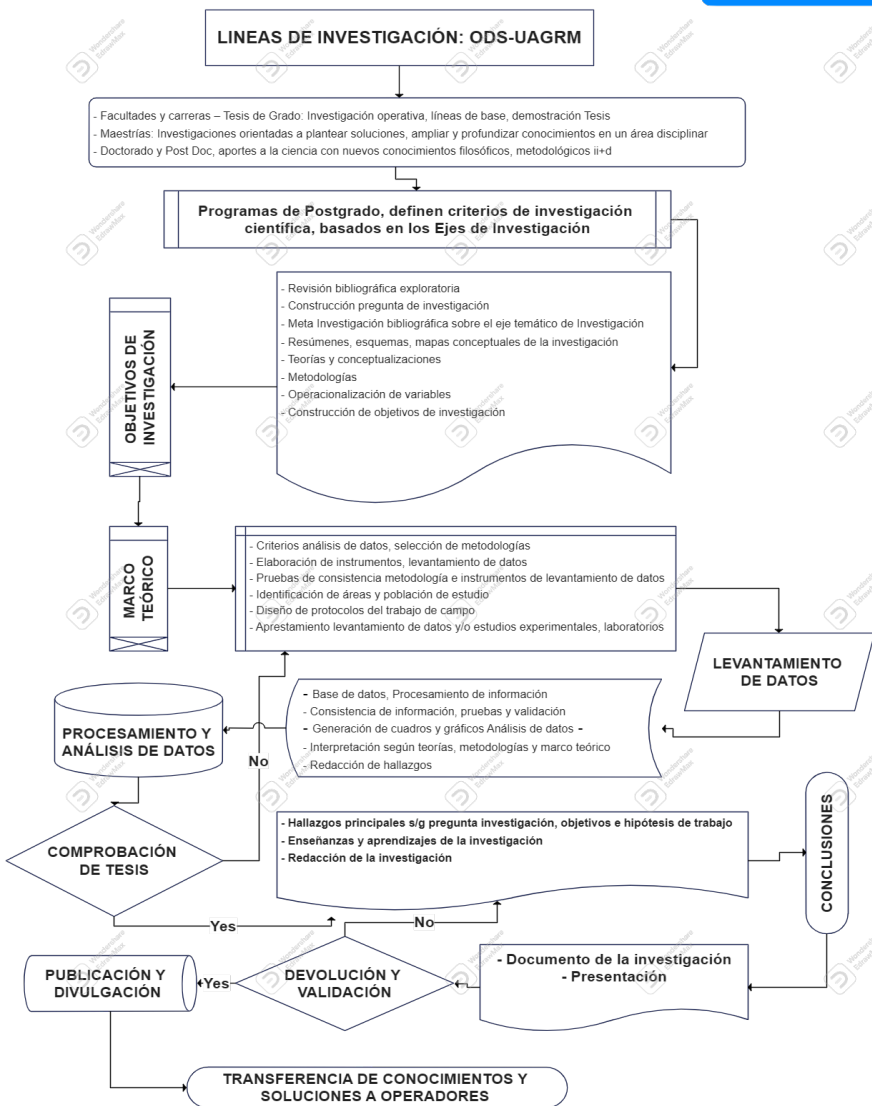 LINEAS DE INVESTIGACIÓN: ODS-UAGRM
- Facultades y carreras – Tesis de Grado: Investigación operativa, líneas de base, demostración Tesis
- Maestrías: Investigaciones orientadas a plantear soluciones, ampliar y profundizar conocimientos en un área disciplinar
- Doctorado y Post Doc, aportes a la ciencia con nuevos conocimientos filosóficos, metodológicos ii+d
Programas de Postgrado, definen criterios de investigación
científica, basados en los Ejes de Investigación
- Revisión bibliográfica exploratoria
- Construcción pregunta de investigación
- Meta Investigación bibliográfica sobre el eje temático de Investigación
- Resúmenes, esquemas, mapas conceptuales de la investigación
- Teorías y conceptualizaciones
- Metodologías
- Operacionalización de variables
- Construcción de objetivos de investigación
OBJETIVOS DE
INVESTIGACIÓN
MARCO
TEÓRICO
- Criterios análisis de datos, selección de metodologías
- Elaboración de instrumentos, levantamiento de datos
- Pruebas de consistencia metodología e instrumentos de levantamiento de datos
- Identificación de áreas y población de estudio
- Diseño de protocolos del trabajo de campo
- Aprestamiento levantamiento de datos y/o estudios experimentales, laboratorios
LEVANTAMIENTO
DE DATOS
- Base de datos, Procesamiento de información
- Consistencia de información, pruebas y validación
- Generación de cuadros y gráficos Análisis de datos -
- Interpretación según teorías, metodologías y marco teórico
- Redacción de hallazgos
PROCESAMIENTO Y
ANÁLISIS DE DATOS
No
COMPROBACIÓN
DE TESIS
Yes
- Hallazgos principales s/g pregunta investigación, objetivos e hipótesis de trabajo
- Enseñanzas y aprendizajes de la investigación
- Redacción de la investigación
CONCLUSIONES
No
- Documento de la investigación
- Presentación
DEVOLUCIÓN Y
VALIDACIÓN
Yes
PUBLICACIÓN Y
DIVULGACIÓN
TRANSFERENCIA DE CONOCIMIENTOS Y
SOLUCIONES A OPERADORES
Wondershare
EdrawMax